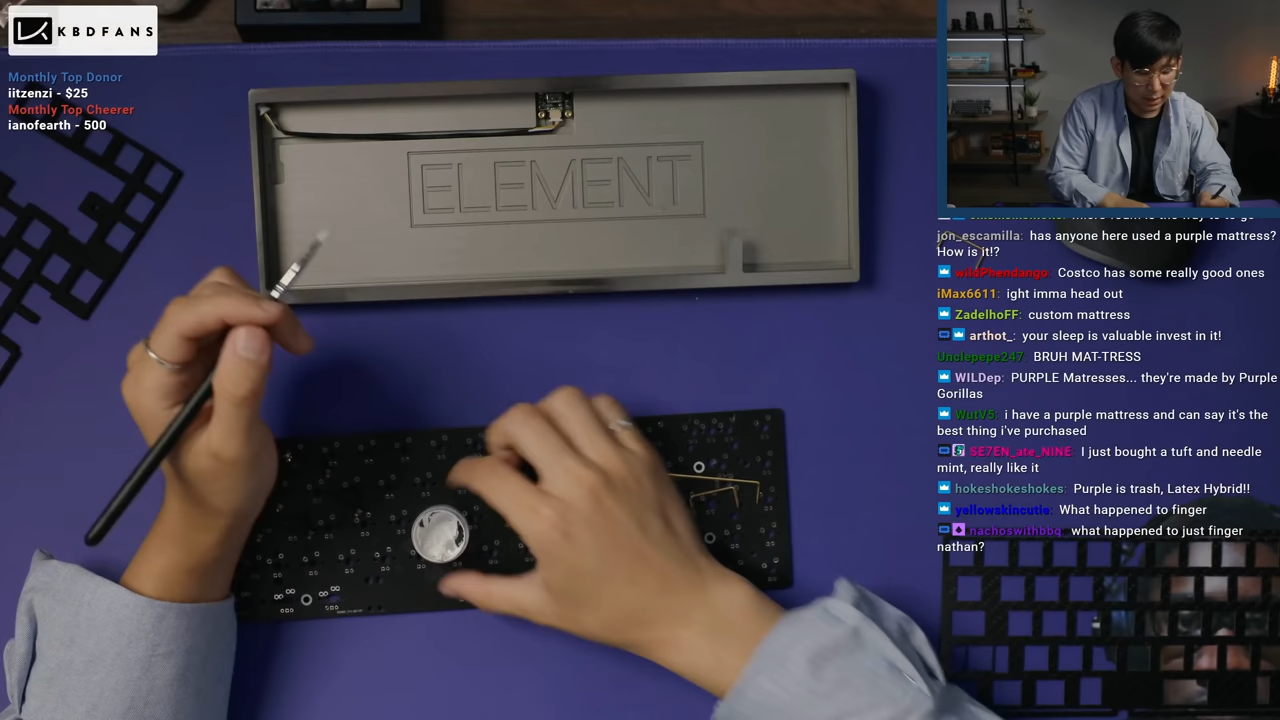 KBDFANS
Monthly Top Donor
iitzenzi - $25
Monthly Top Cheerer
ianofearth - 500
ELEMENT
jon_escamilla: has anyone here used a purple mattress?
How is it!?
wildPhendango: Costco has some really good ones
iMax6611: ight imma head out
ZadelhoFF: custom mattress
arthot_: your sleep is valuable invest in it!
Unclepepe247 BRUH MAT-TRESS
WILDep: PURPLE Matresses... they're made by Purple
Gorillas
WutV5: i have a purple mattress and can say it's the
best thing i've purchased
SE7EN_ate_NINE I just bought a tuft and needle
mint, really like it
hokeshokeshokes: Purple is trash, Latex Hybrid!!
yellowskincutie: What happened to finger
nachoswithbbq what happened to just finger
nathan?